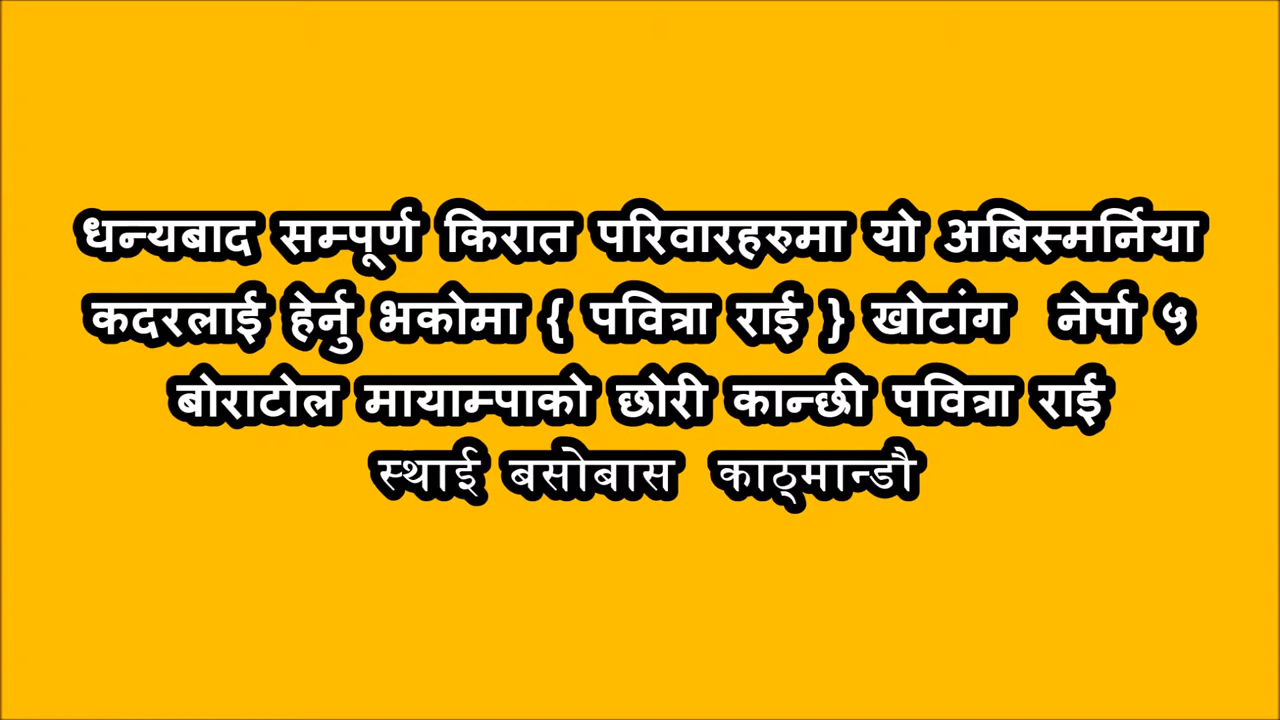 धन्यबाद सम्पूर्ण किरात परिवारहरुमा यो अबिस्मर्निया
कदरलाई हेर्नु भकोमा { पवित्रा राई } खोटांग नेर्पा ५
बोराटोल मायाम्पाको छोरी कान्छी पवित्रा राई
स्थाई बसोबास काठ्मान्डौ